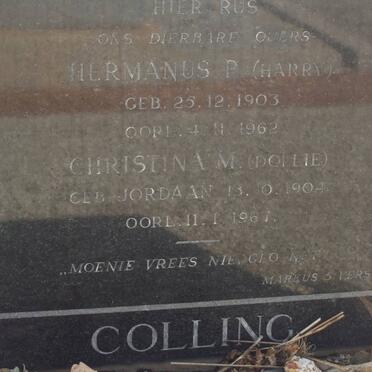 HIER RUS
ONS DIERBARE OUERS
HERMANUS P. (HARRY)
GEB. 25.12.1903
OORL. 4.11.1962
CHRISTINA M. (DOLLIE)
GEB. JORDAAN 13. 0.1904
OORL. 11.1.1967.
„MOENIE VREES NIE, GLO NET
MARKUS 5 VERS
COLLING